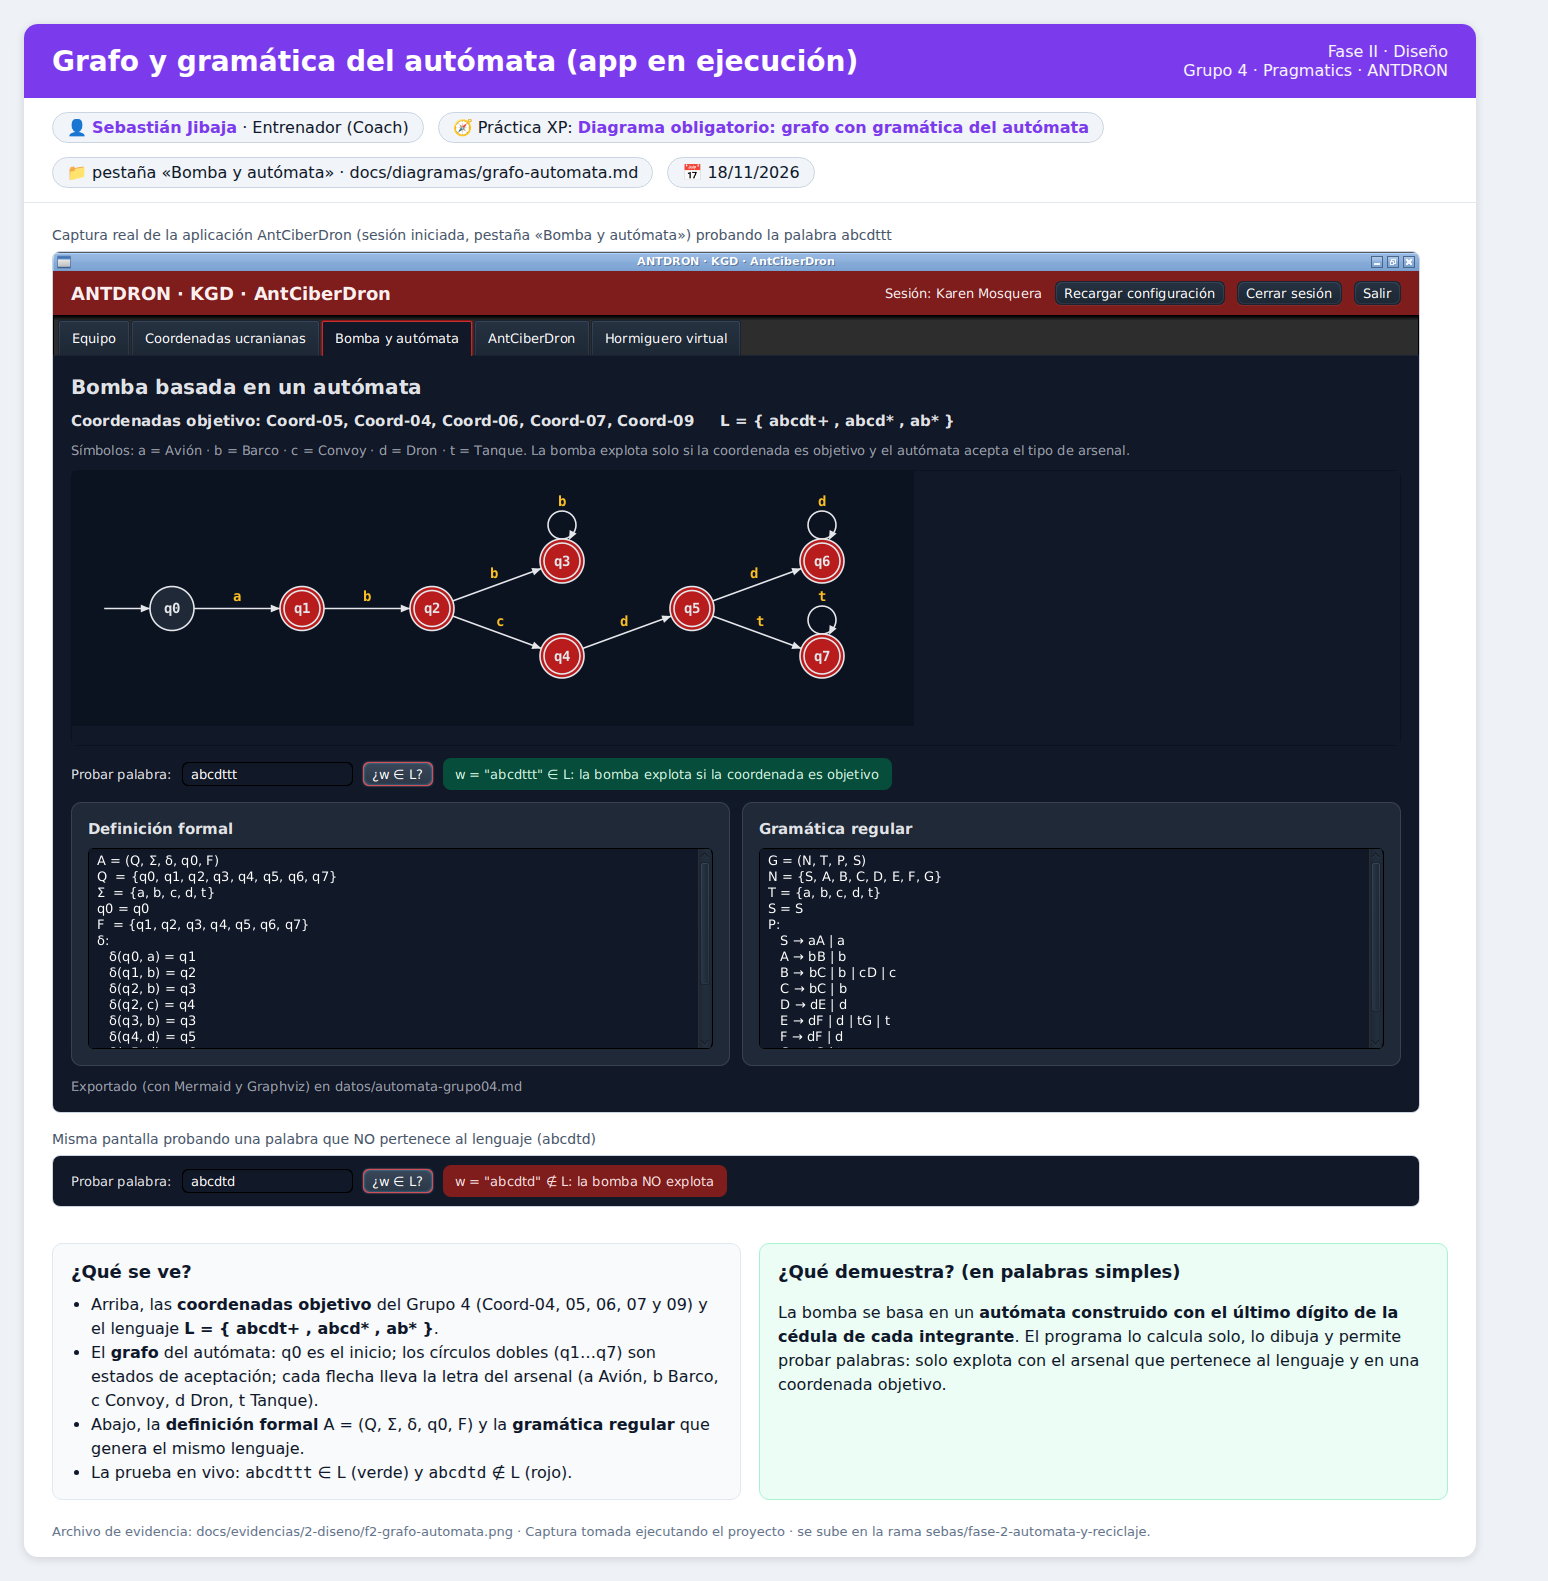 Grafo y gramática del autómata (app en ejecución)
Fase II · Diseño
Grupo 4 · Pragmatics · ANTDRON
Sebastián Jibaja · Entrenador (Coach)
Práctica XP: Diagrama obligatorio: grafo con gramática del autómata
pestaña «Bomba y autómata» · docs/diagramas/grafo-automata.md
18/11/2026
Captura real de la aplicación AntCiberDron (sesión iniciada, pestaña «Bomba y autómata») probando la palabra abcdttt
ANTDRON · KGD · AntCiberDron
ANTDRON · KGD · AntCiberDron
Sesión: Karen Mosquera
Recargar configuración
Cerrar sesión
Salir
Equipo
Coordenadas ucranianas
Bomba y autómata
AntCiberDron
Hormiguero virtual
Bomba basada en un autómata
Coordenadas objetivo: Coord-05, Coord-04, Coord-06, Coord-07, Coord-09 L = { abcdt+ , abcd* , ab* }
Símbolos: a = Avión · b = Barco · c = Convoy · d = Dron · t = Tanque. La bomba explota solo si la coordenada es objetivo y el autómata acepta el tipo de arsenal.
b
d
q3
q6
b
d
a
b
t
q0
q1
q2
q5
c
d
t
q4
q7
Probar palabra:
abcdttt
¿w ∈ L?
w = "abcdttt" ∈ L: la bomba explota si la coordenada es objetivo
Definición formal
A = (Q, Σ, δ, q0, F)
Q = {q0, q1, q2, q3, q4, q5, q6, q7}
Σ = {a, b, c, d, t}
q0 = q0
F = {q1, q2, q3, q4, q5, q6, q7}
δ:
δ(q0, a) = q1
δ(q1, b) = q2
δ(q2, b) = q3
δ(q2, c) = q4
δ(q3, b) = q3
δ(q4, d) = q5
Gramática regular
G = (N, T, P, S)
N = {S, A, B, C, D, E, F, G}
T = {a, b, c, d, t}
S = S
P:
S → aA | a
A → bB | b
B → bC | b | cD | c
C → bC | b
D → dE | d
E → dF | d | tG | t
F → dF | d
Exportado (con Mermaid y Graphviz) en datos/automata-grupo04.md
Misma pantalla probando una palabra que NO pertenece al lenguaje (abcdtd)
Probar palabra:
abcdtd
¿w ∈ L?
w = "abcdtd" ∉ L: la bomba NO explota
¿Qué se ve?
• Arriba, las coordenadas objetivo del Grupo 4 (Coord-04, 05, 06, 07 y 09) y
el lenguaje L = { abcdt+ , abcd* , ab* }.
• El grafo del autómata: q0 es el inicio; los círculos dobles (q1…q7) son
estados de aceptación; cada flecha lleva la letra del arsenal (a Avión, b Barco,
c Convoy, d Dron, t Tanque).
• Abajo, la definición formal A = (Q, Σ, δ, q0, F) y la gramática regular que
genera el mismo lenguaje.
• La prueba en vivo: abcdttt ∈ L (verde) y abcdtd ∉ L (rojo).
¿Qué demuestra? (en palabras simples)
La bomba se basa en un autómata construido con el último dígito de la
cédula de cada integrante. El programa lo calcula solo, lo dibuja y permite
probar palabras: solo explota con el arsenal que pertenece al lenguaje y en una
coordenada objetivo.
Archivo de evidencia: docs/evidencias/2-diseno/f2-grafo-automata.png · Captura tomada ejecutando el proyecto · se sube en la rama sebas/fase-2-automata-y-reciclaje.